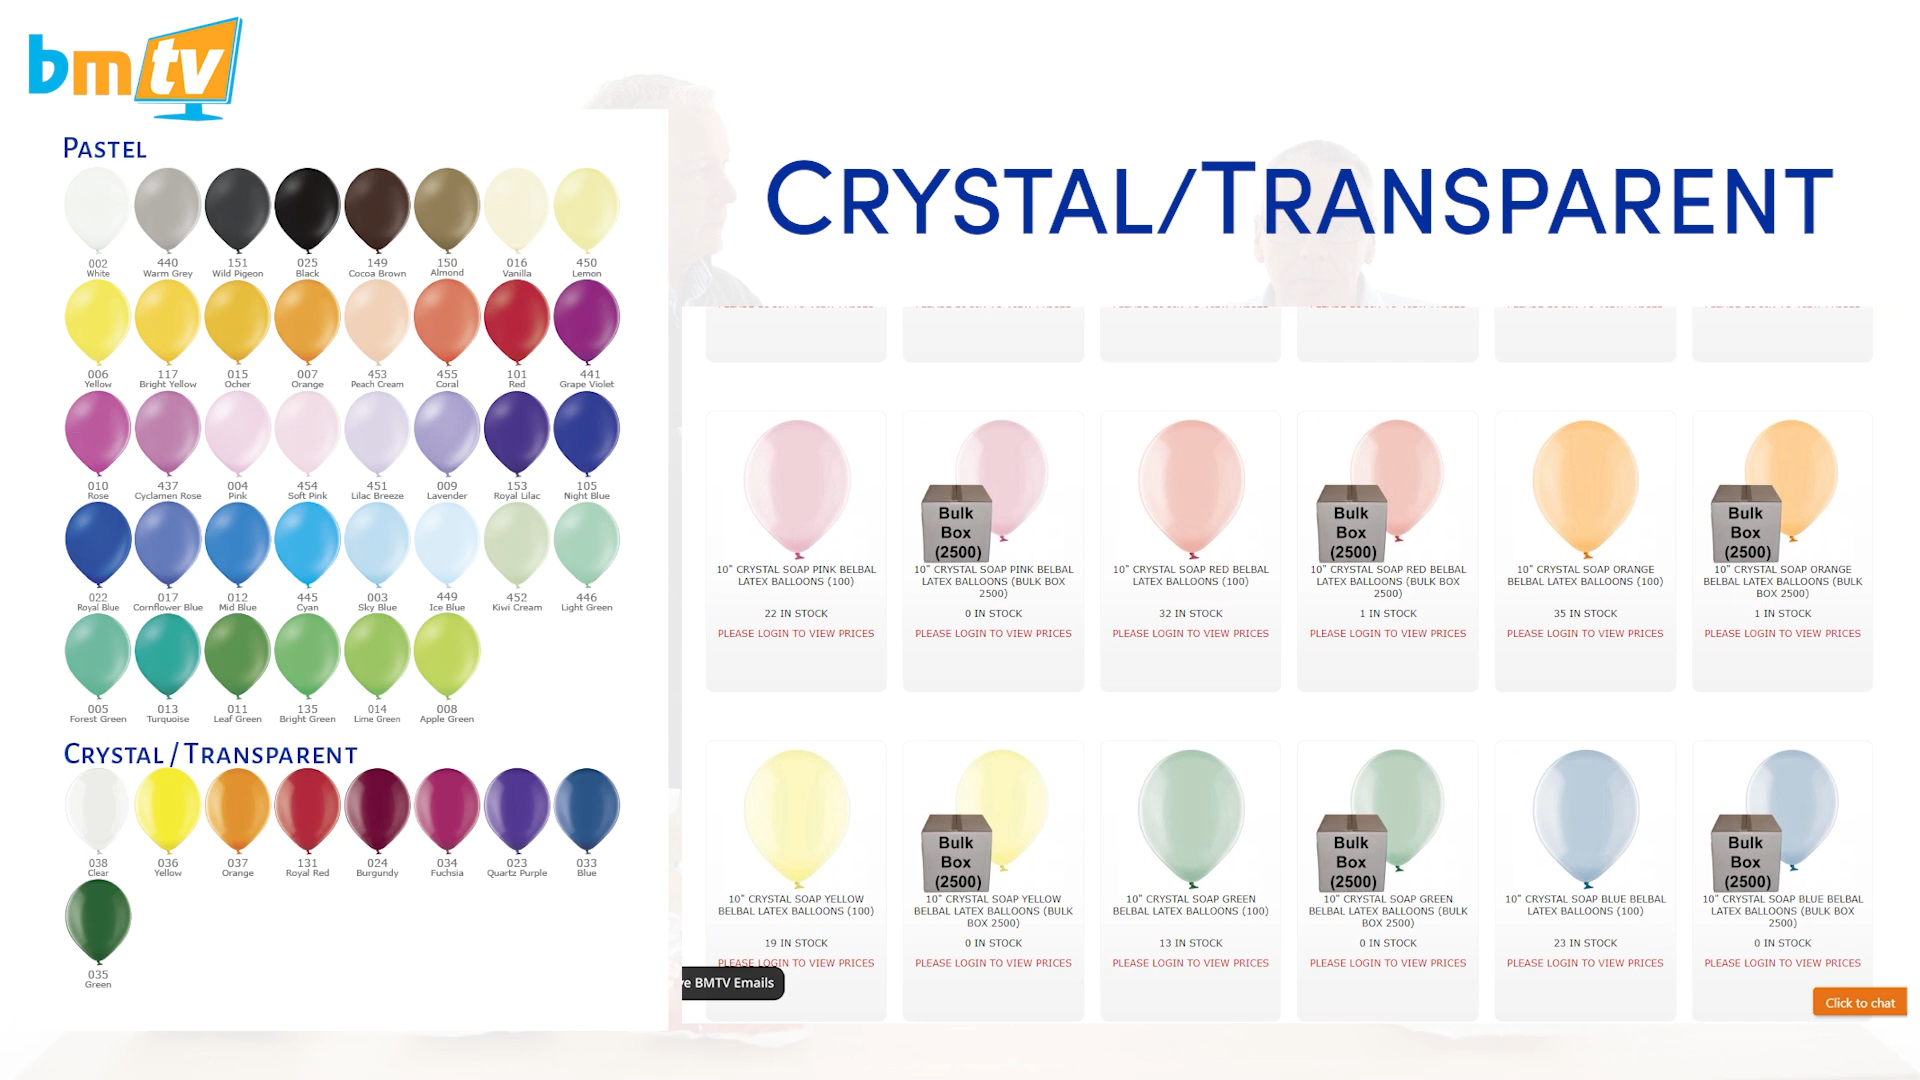 bmtv
PASTEL
002 440 151 025 149 150 016 450
White Warm Grey Wild Pigeon Black Cocoa Brown Almond Vanilla Lemon
006 117 015 007 453 455 101 441
Yellow Bright Yellow Ocher Orange Peach Cream Coral Red Grape Violet
010 437 004 454 451 009 153 105
Rose Cyclamen Rose Pink Soft Pink Lilac Breeze Lavender Royal Lilac Night Blue
022 017 012 445 003 449 452 446
Royal Blue Cornflower Blue Mid Blue Cyan Sky Blue Ice Blue Kiwi Cream Light Green
005 013 011 135 014 008
Forest Green Turquoise Leaf Green Bright Green Lime Green Apple Green
CRYSTAL / TRANSPARENT
038 036 037 131 024 034 023 033
Clear Yellow Orange Royal Red Burgundy Fuchsia Quartz Purple Blue
035
Green
CRYSTAL/TRANSPARENT
10" CRYSTAL SOAP PINK BELBAL
LATEX BALLOONS (100)
22 IN STOCK
PLEASE LOGIN TO VIEW PRICES
Bulk
Box
(2500)
10" CRYSTAL SOAP PINK BELBAL
LATEX BALLOONS (BULK BOX
2500)
0 IN STOCK
PLEASE LOGIN TO VIEW PRICES
10" CRYSTAL SOAP RED BELBAL
LATEX BALLOONS (100)
32 IN STOCK
PLEASE LOGIN TO VIEW PRICES
Bulk
Box
(2500)
10" CRYSTAL SOAP RED BELBAL
LATEX BALLOONS (BULK BOX
2500)
1 IN STOCK
PLEASE LOGIN TO VIEW PRICES
10" CRYSTAL SOAP ORANGE
BELBAL LATEX BALLOONS (100)
35 IN STOCK
PLEASE LOGIN TO VIEW PRICES
Bulk
Box
(2500)
10" CRYSTAL SOAP ORANGE
BELBAL LATEX BALLOONS (BULK
BOX 2500)
1 IN STOCK
PLEASE LOGIN TO VIEW PRICES
10" CRYSTAL SOAP YELLOW
BELBAL LATEX BALLOONS (100)
19 IN STOCK
PLEASE LOGIN TO VIEW PRICES
Bulk
Box
(2500)
10" CRYSTAL SOAP YELLOW
BELBAL LATEX BALLOONS (BULK
BOX 2500)
0 IN STOCK
PLEASE LOGIN TO VIEW PRICES
10" CRYSTAL SOAP GREEN
BELBAL LATEX BALLOONS (100)
13 IN STOCK
PLEASE LOGIN TO VIEW PRICES
Bulk
Box
(2500)
10" CRYSTAL SOAP GREEN
BELBAL LATEX BALLOONS (BULK
BOX 2500)
0 IN STOCK
PLEASE LOGIN TO VIEW PRICES
10" CRYSTAL SOAP BLUE BELBAL
LATEX BALLOONS (100)
23 IN STOCK
PLEASE LOGIN TO VIEW PRICES
Bulk
Box
(2500)
10" CRYSTAL SOAP BLUE BELBAL
LATEX BALLOONS (BULK BOX
2500)
0 IN STOCK
PLEASE LOGIN TO VIEW PRICES
BMTV Emails
Click to chat